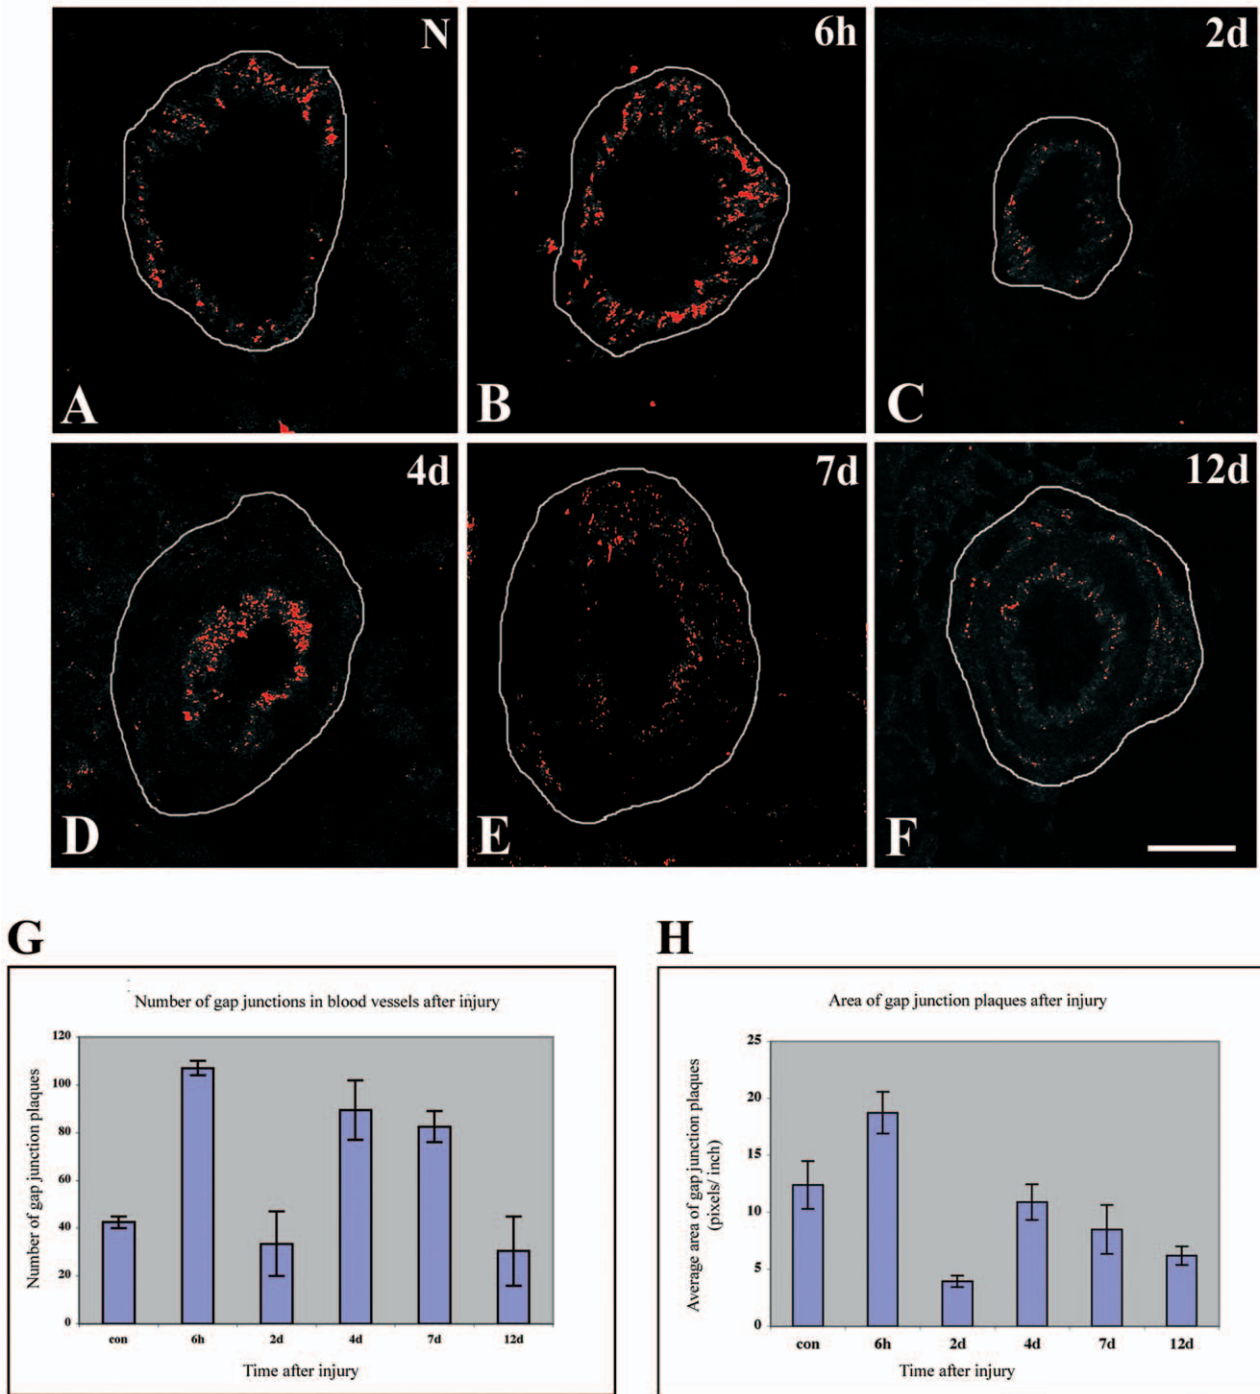 N
6h
2d
A
B
C
4d
7d
12d
D
E
F
G
H
Number of gap junctions in blood vessels after injury
Number of gap junction plaques
120
100
80
60
40
20
0
con 6h 2d 4d 7d 12d
Time after injury
Area of gap junction plaques after injury
Average area of gap junction plaques
(pixels/ inch)
25
20
15
10
5
0
con 6h 2d 4d 7d 12d
Time after injury